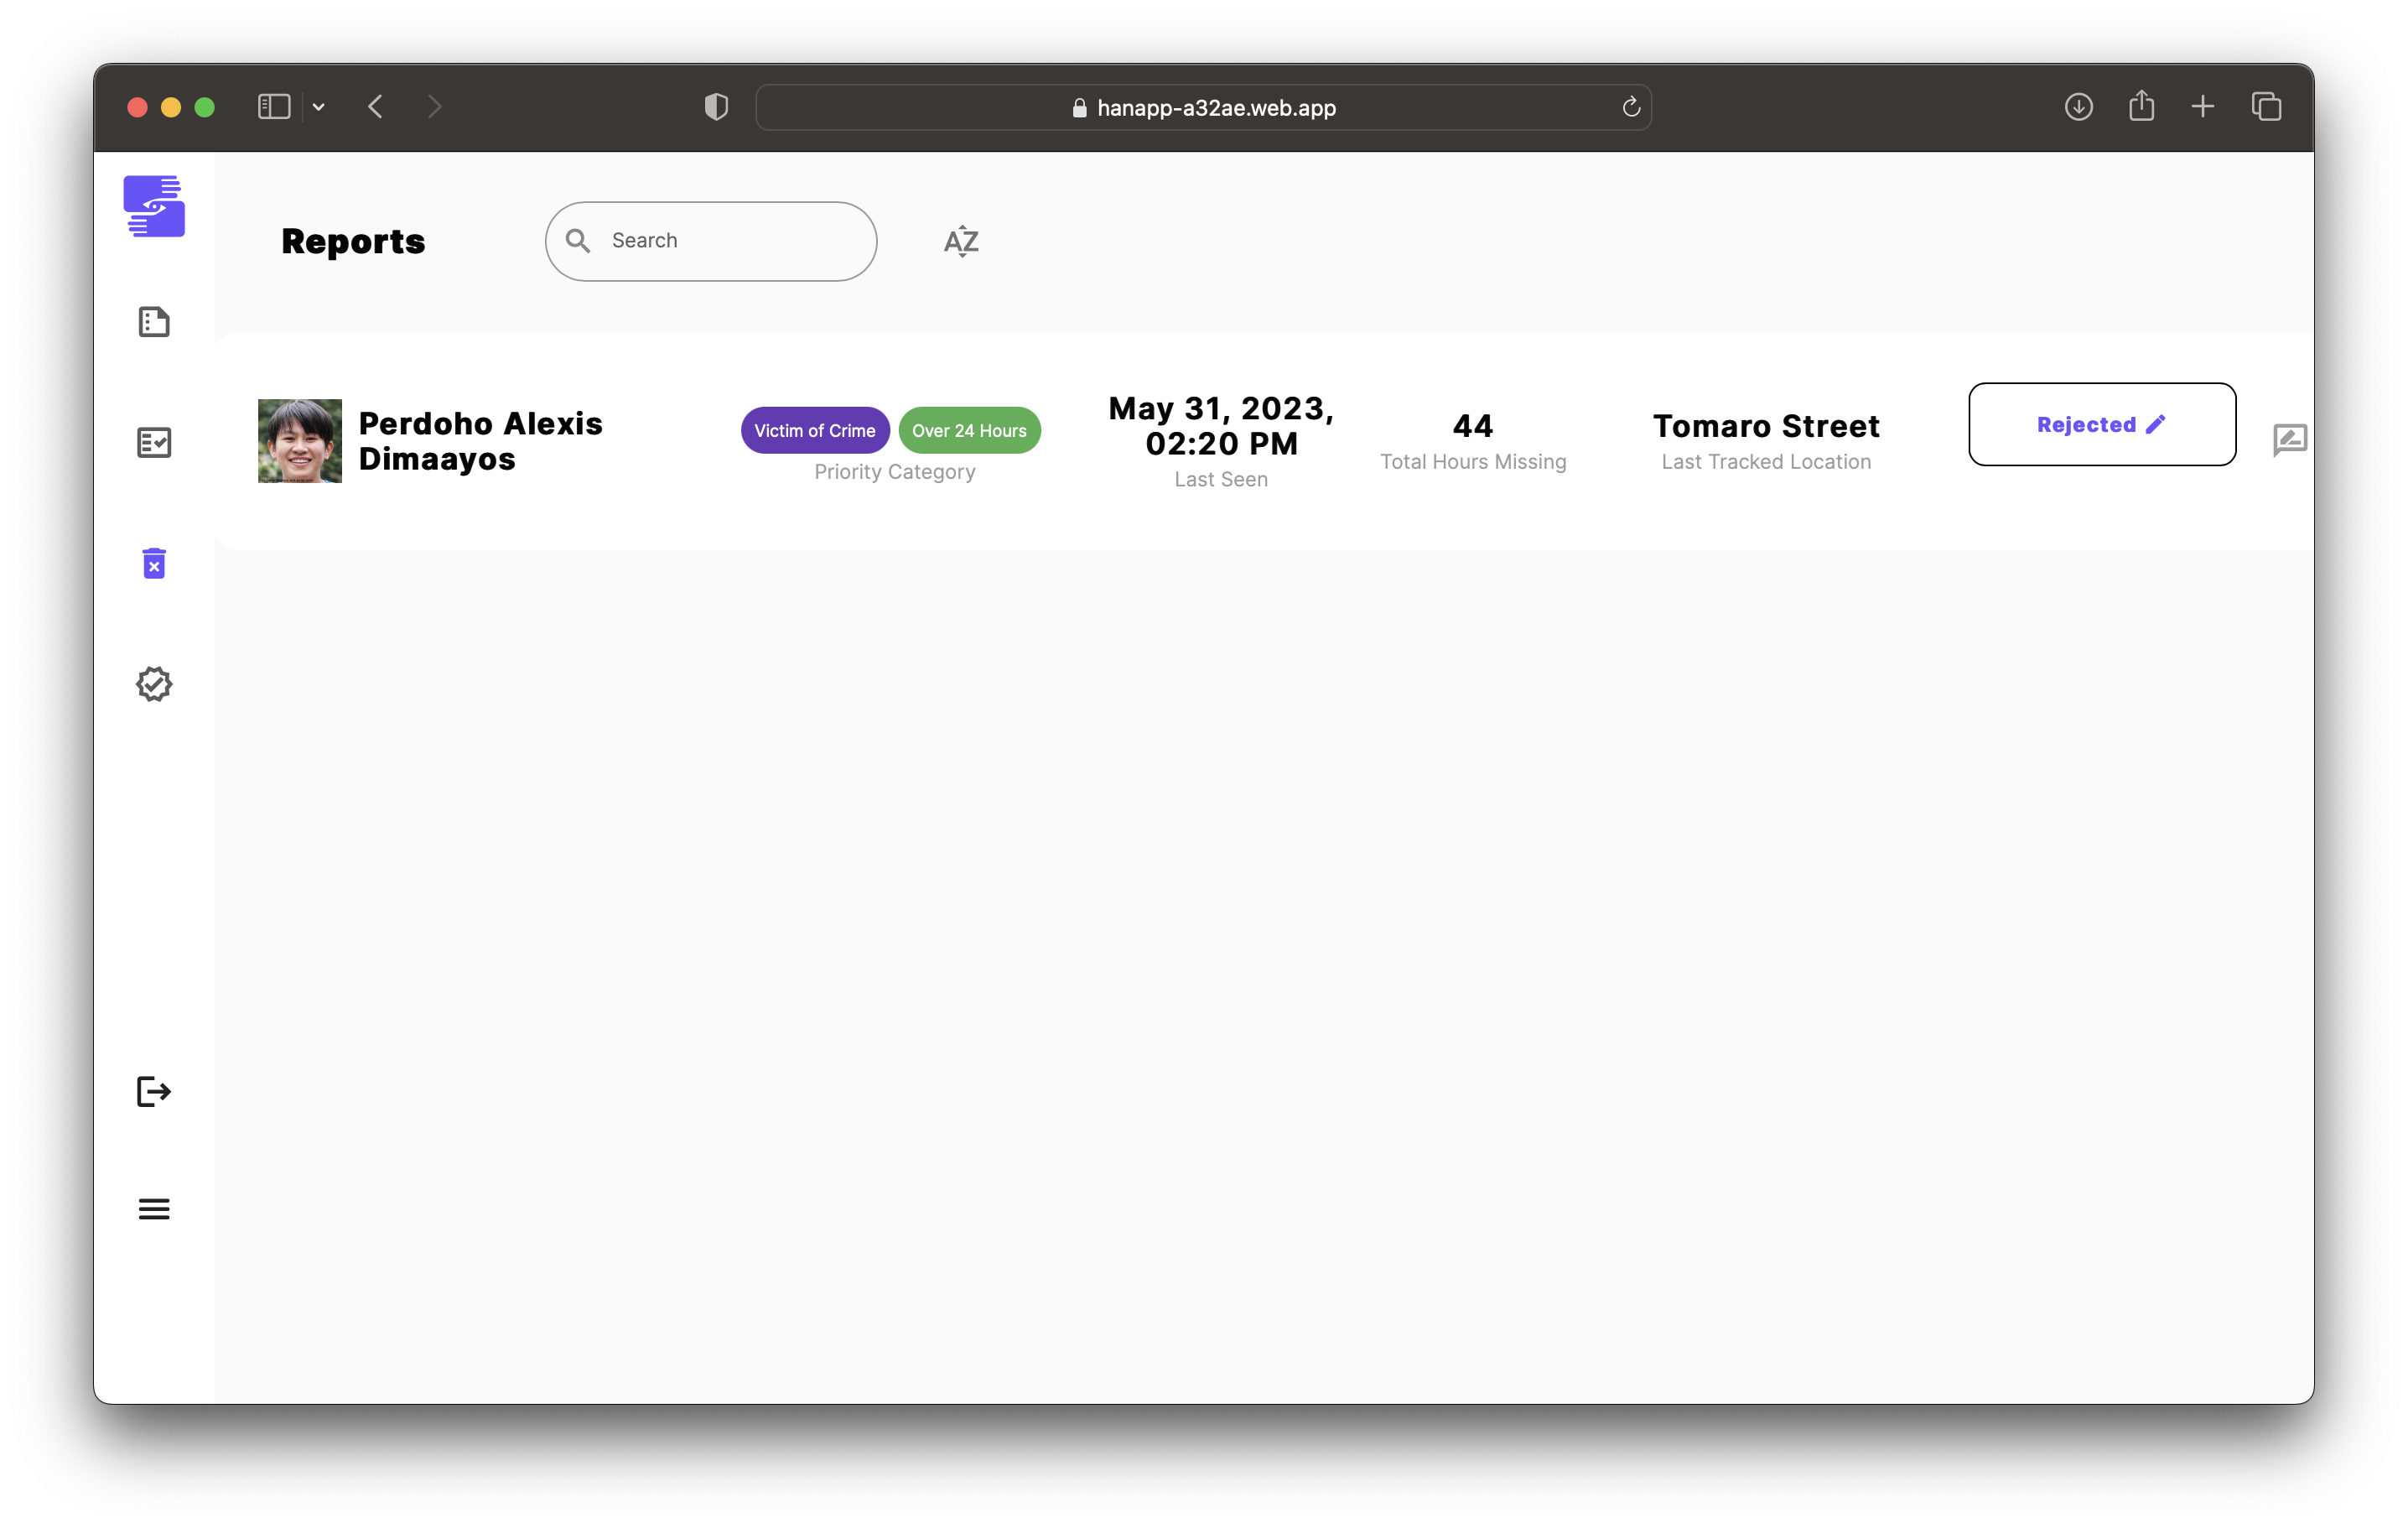 hanapp-a32ae.web.app
Reports
Search
AZ
Perdoho Alexis
Dimaayos
Victim of Crime
Over 24 Hours
Priority Category
May 31, 2023,
02:20 PM
Last Seen
44
Total Hours Missing
Tomaro Street
Last Tracked Location
Rejected